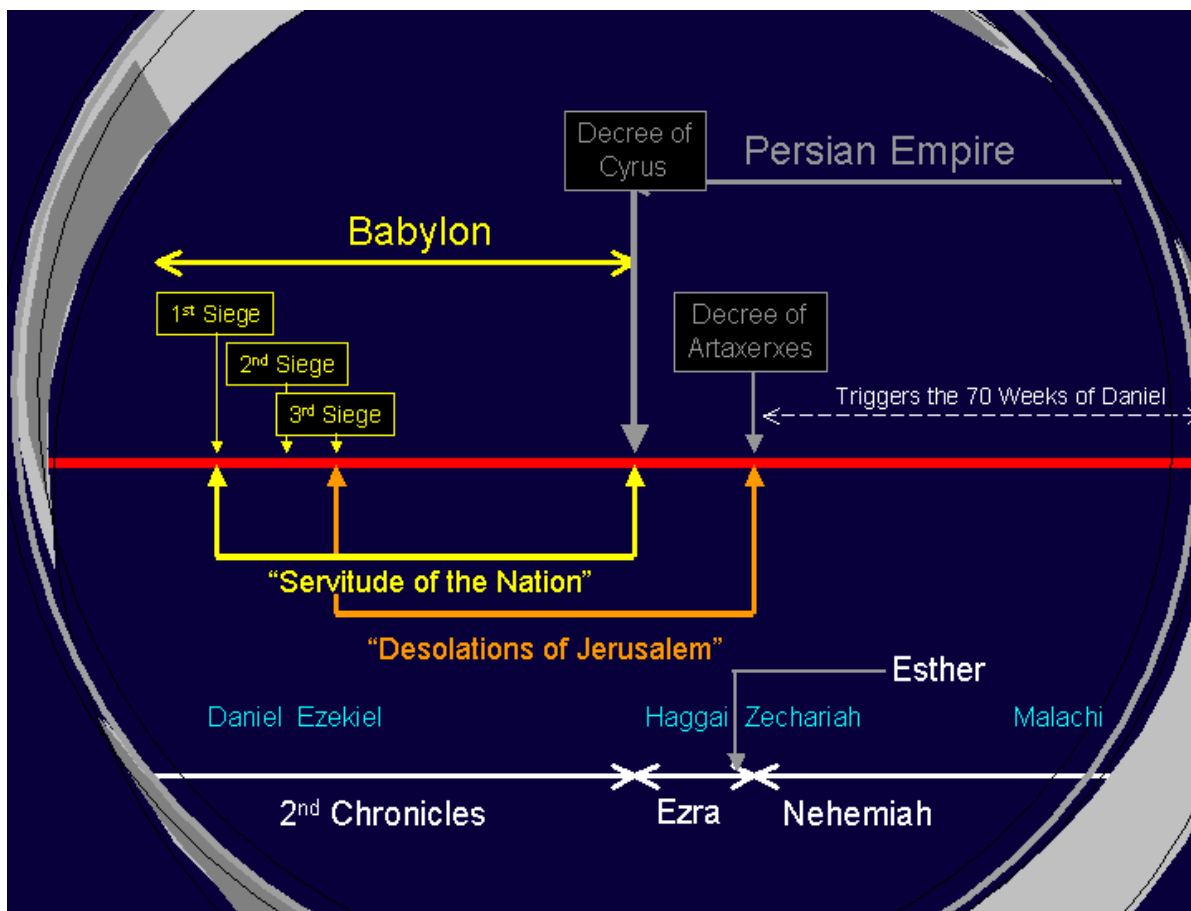 Decree of
Cyrus
Persian Empire
Babylon
1st Siege
2nd Siege
3rd Siege
Decree of
Artaxerxes
Triggers the 70 Weeks of Daniel
“Servitude of the Nation”
“Desolations of Jerusalem”
Esther
Daniel Ezekiel Haggai Zechariah Malachi
2nd Chronicles Ezra Nehemiah